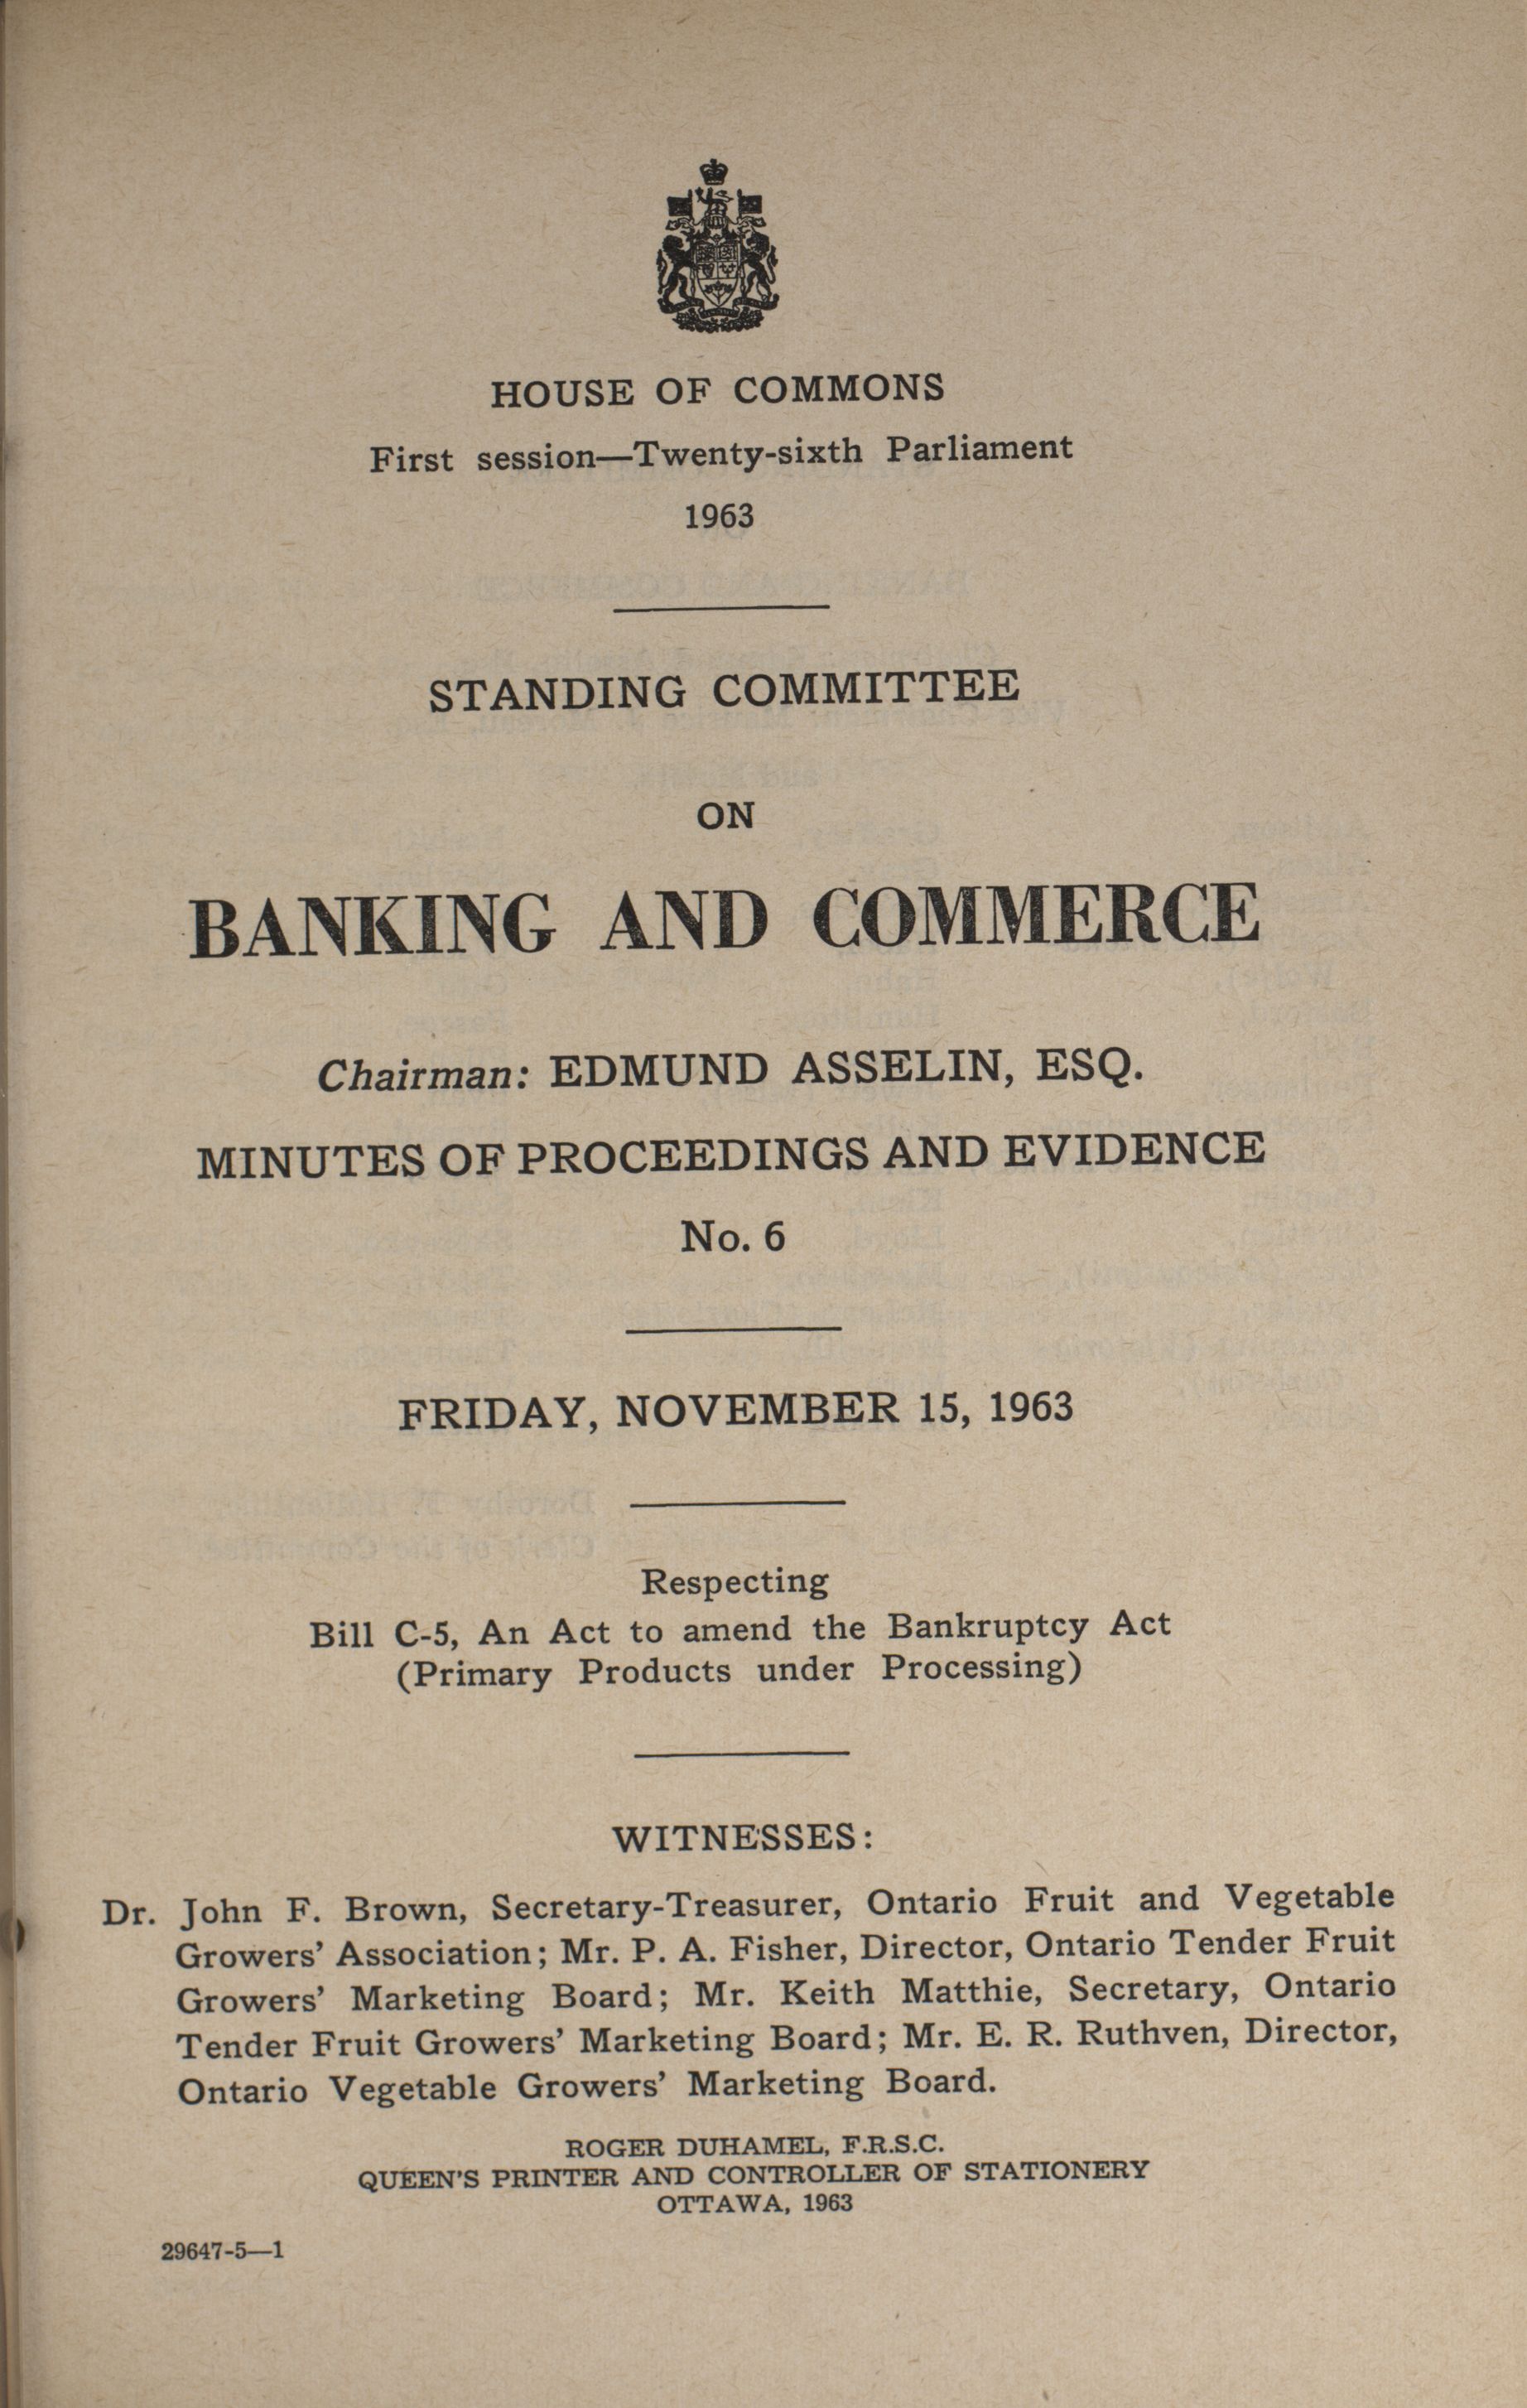 HOUSE OF COMMONS
First session—Twenty-sixth Parliament
1963
STANDING COMMITTEE
ON
BANKING AND COMMERCE
Chairman: EDMUND ASSELIN, ESQ.
MINUTES OF PROCEEDINGS AND EVIDENCE
No. 6
FRIDAY, NOVEMBER 15, 1963
Respecting
Bill C-5, An Act to amend the Bankruptcy Act
(Primary Products under Processing)
WITNESSES:
Dr. John F. Brown, Secretary-Treasurer, Ontario Fruit and Vegetable
Growers' Association; Mr. P. A. Fisher, Director, Ontario Tender Fruit
Growers' Marketing Board; Mr. Keith Matthie, Secretary, Ontario
Tender Fruit Growers' Marketing Board; Mr. E. R. Ruthven, Director,
Ontario Vegetable Growers' Marketing Board.
ROGER DUHAMEL, F.R.S.C.
QUEEN'S PRINTER AND CONTROLLER OF STATIONERY
OTTAWA, 1963
29647-5—1